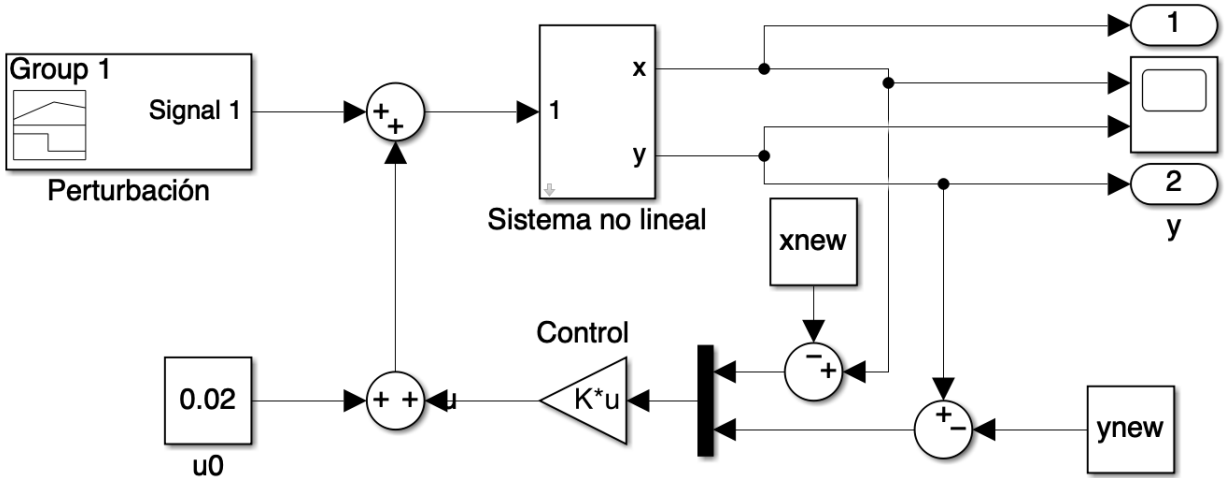 1
Group 1
x
Signal 1
+
+
1
y
Perturbación
2
Sistema no lineal
y
xnew
Control
−
+
0.02
+ +
u
K*u
+
−
ynew
u0